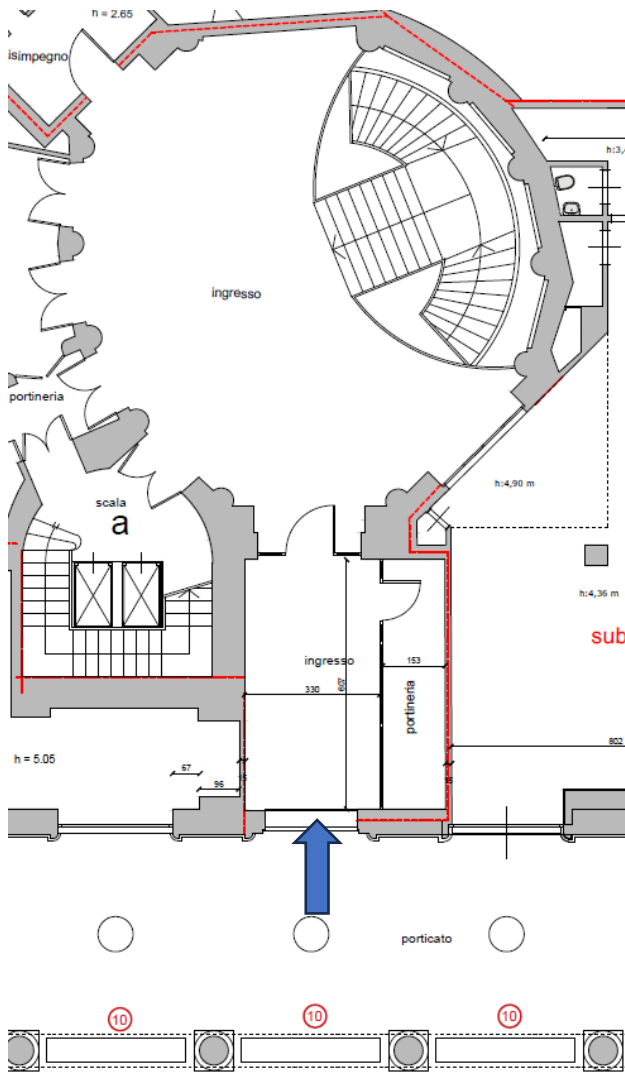 h = 2.65
isimpegno
h:3,
ingresso
portineria
h:4,90 m
scala
a
h:4,36 m
sub
ingresso
153
330
607
portineria
802
h = 5.05
67
96
15
15
porticato
10
10
10